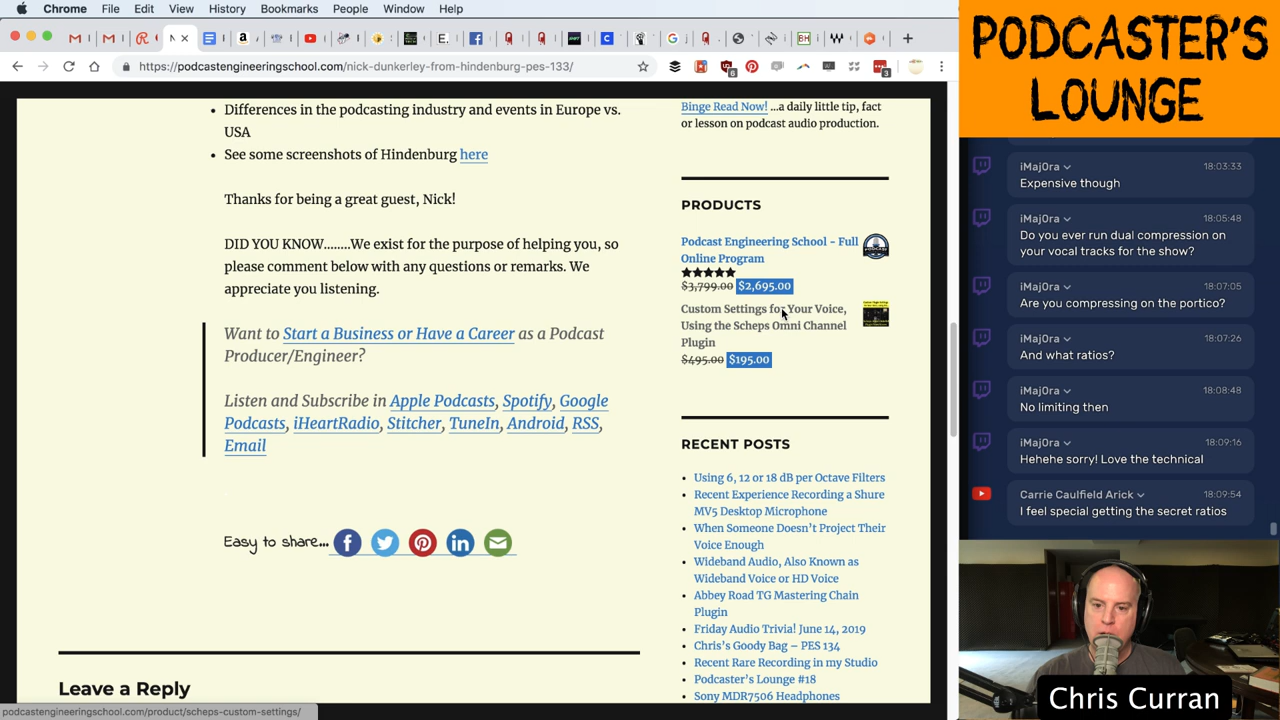 Chrome File Edit View History Bookmarks People Window Help
https://podcastengineeringschool.com/nick-dunkerley-from-hindenburg-pes-133/
Differences in the podcasting industry and events in Europe vs.
USA
See some screenshots of Hindenburg here
Thanks for being a great guest, Nick!
DID YOU KNOW........We exist for the purpose of helping you, so
please comment below with any questions or remarks. We
appreciate you listening.
Want to Start a Business or Have a Career as a Podcast
Producer/Engineer?
Listen and Subscribe in Apple Podcasts, Spotify, Google
Podcasts, iHeartRadio, Stitcher, TuneIn, Android, RSS,
Email
Easy to share...
Leave a Reply
podcastengineeringschool.com/product/scheps-custom-settings/
Binge Read Now! ...a daily little tip, fact
or lesson on podcast audio production.
PRODUCTS
Podcast Engineering School - Full
Online Program
$3,799.00 $2,695.00
Custom Settings for Your Voice,
Using the Scheps Omni Channel
Plugin
$495.00 $195.00
RECENT POSTS
Using 6, 12 or 18 dB per Octave Filters
Recent Experience Recording a Shure
MV5 Desktop Microphone
When Someone Doesn't Project Their
Voice Enough
Wideband Audio, Also Known as
Wideband Voice or HD Voice
Abbey Road TG Mastering Chain
Plugin
Friday Audio Trivia! June 14, 2019
Chris's Goody Bag – PES 134
Recent Rare Recording in my Studio
Podcaster's Lounge #18
Sony MDR7506 Headphones
PODCASTER'S
LOUNGE
iMaj0ra 18:03:33
Expensive though
iMaj0ra 18:05:48
Do you ever run dual compression on
your vocal tracks for the show?
iMaj0ra 18:07:05
Are you compressing on the portico?
iMaj0ra 18:07:26
And what ratios?
iMaj0ra 18:08:48
No limiting then
iMaj0ra 18:09:16
Hehehe sorry! Love the technical
Carrie Caulfield Arick 18:09:54
I feel special getting the secret ratios
Chris Curran